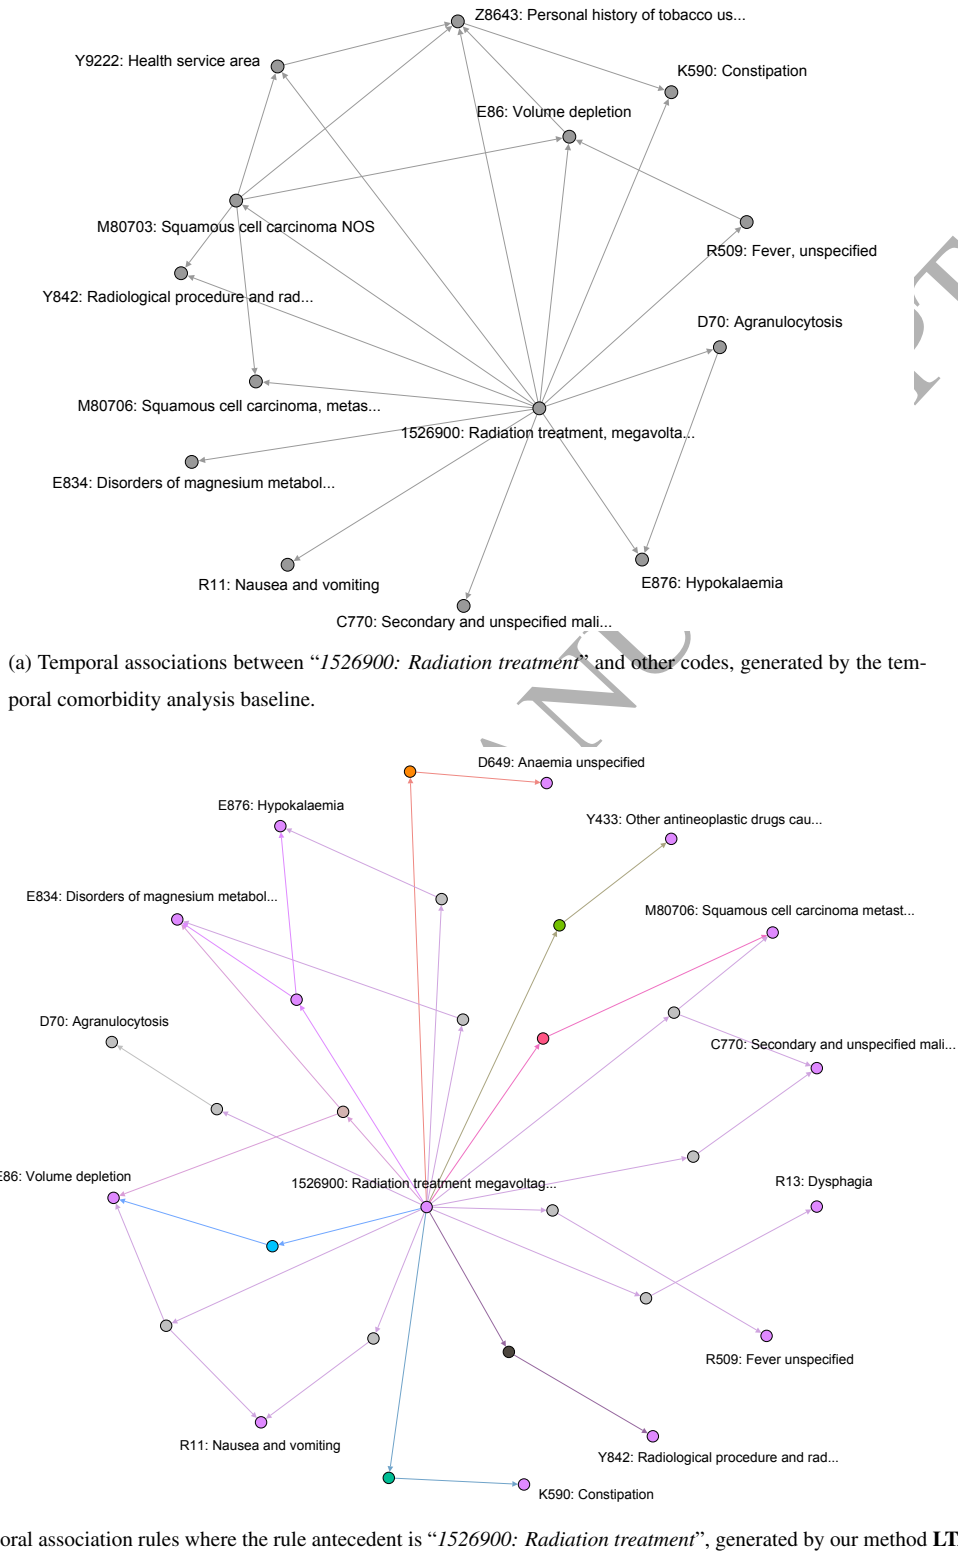 Z8643: Personal history of tobacco us...
Y9222: Health service area
K590: Constipation
E86: Volume depletion
M80703: Squamous cell carcinoma NOS
R509: Fever, unspecified
Y842: Radiological procedure and rad...
D70: Agranulocytosis
M80706: Squamous cell carcinoma, metas...
1526900: Radiation treatment, megavolta...
E834: Disorders of magnesium metabol...
R11: Nausea and vomiting
E876: Hypokalaemia
C770: Secondary and unspecified mali...
(a) Temporal associations between “1526900: Radiation treatment” and other codes, generated by the tem-
poral comorbidity analysis baseline.
D649: Anaemia unspecified
E876: Hypokalaemia
Y433: Other antineoplastic drugs cau...
E834: Disorders of magnesium metabol...
M80706: Squamous cell carcinoma metast...
D70: Agranulocytosis
C770: Secondary and unspecified mali...
E86: Volume depletion
1526900: Radiation treatment megavoltag...
R13: Dysphagia
R509: Fever unspecified
R11: Nausea and vomiting
Y842: Radiological procedure and rad...
K590: Constipation
oral association rules where the rule antecedent is “1526900: Radiation treatment”, generated by our method LT